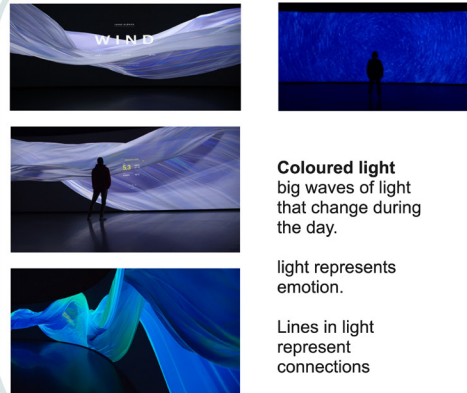 WIND
53
Coloured light
big waves of light
that change during
the day.
light represents
emotion.
Lines in light
represent
connections